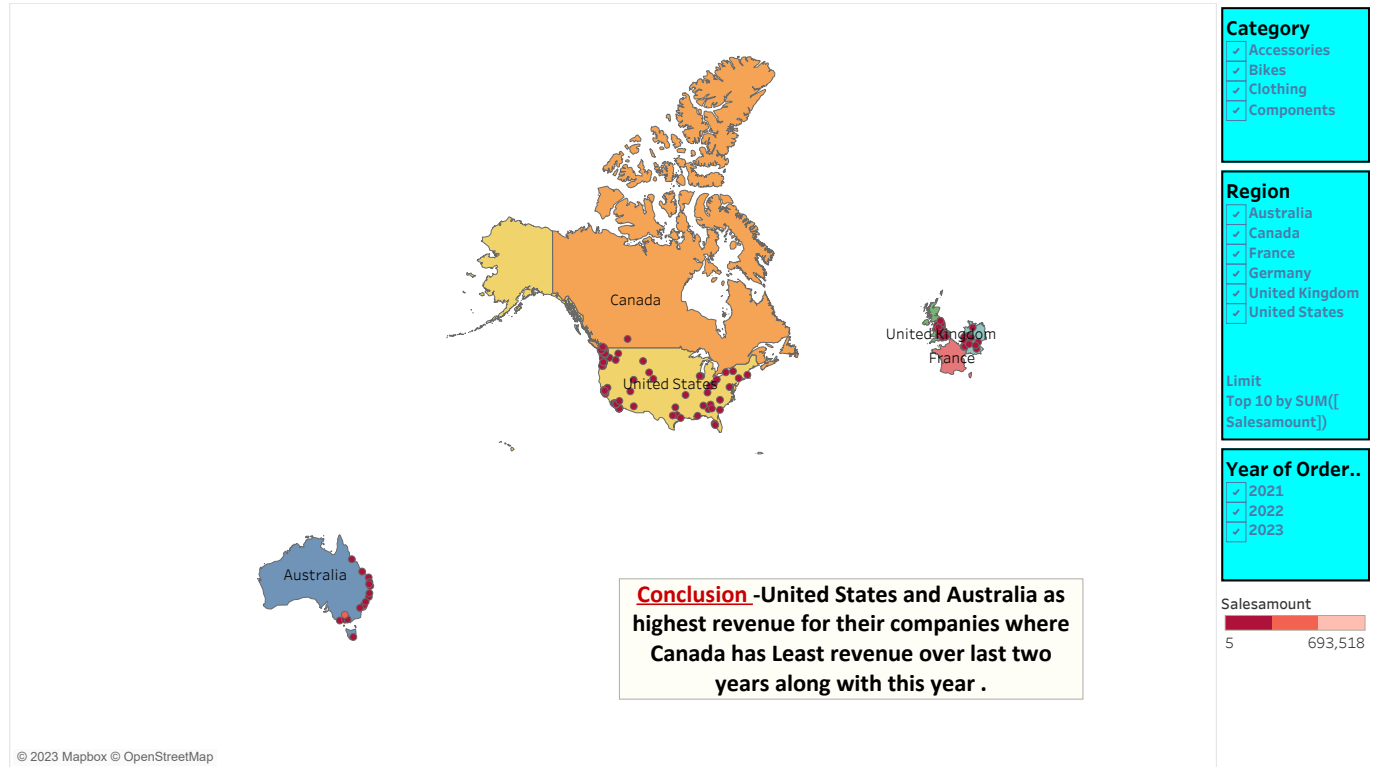 Canada
United Kingdom
France
United States
Australia
Conclusion -United States and Australia as
highest revenue for their companies where
Canada has Least revenue over last two
years along with this year .
© 2023 Mapbox © OpenStreetMap
Category
Accessories
Bikes
Clothing
Components
Region
Australia
Canada
France
Germany
United Kingdom
United States
Limit
Top 10 by SUM([
Salesamount])
Year of Order..
2021
2022
2023
Salesamount
5 693,518